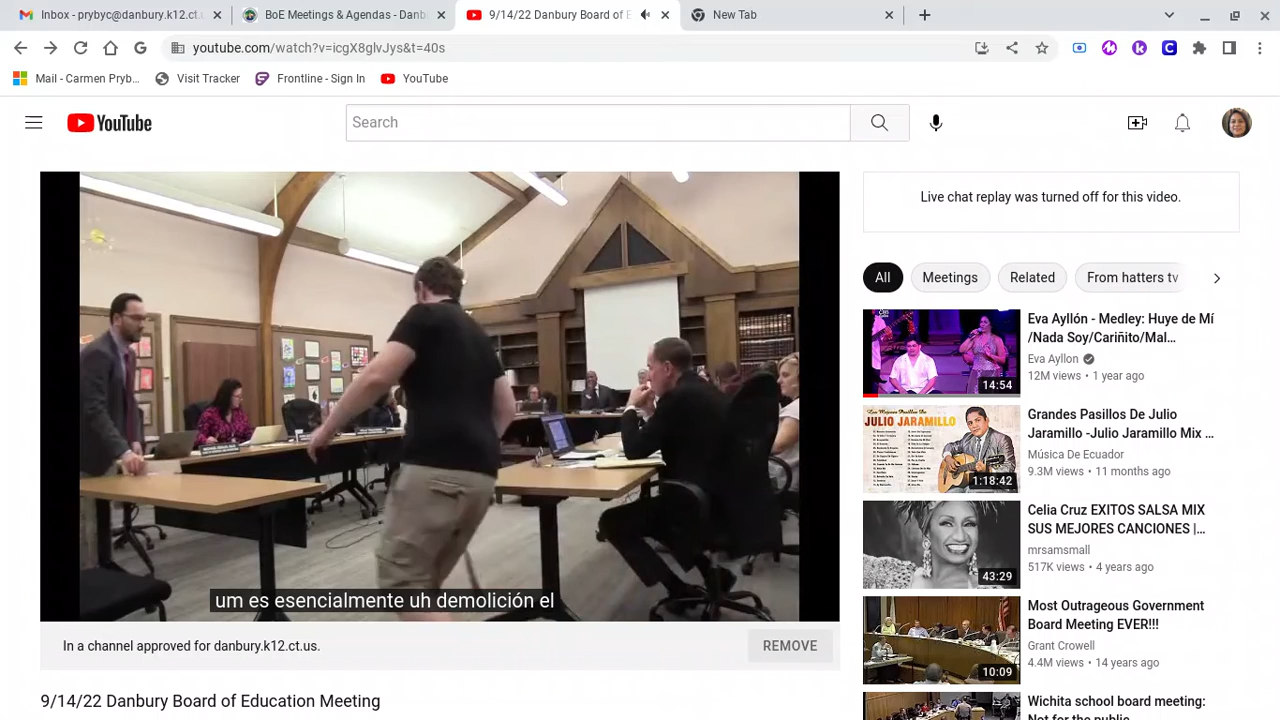 Inbox - prybyc@danbury.k12.ct.u
BoE Meetings & Agendas - Danb
9/14/22 Danbury Board of E
New Tab
youtube.com/watch?v=icgX8glvJys&t=40s
Mail - Carmen Pryb...
Visit Tracker
Frontline - Sign In
YouTube
YouTube
Search
Live chat replay was turned off for this video.
All
Meetings
Related
From hatters tv
Eva Ayllón - Medley: Huye de Mí
/Nada Soy/Cariñito/Mal...
Eva Ayllon
12M views • 1 year ago
14:54
JULIO JARAMILLO
1:18:42
Grandes Pasillos De Julio
Jaramillo -Julio Jaramillo Mix ...
Música De Ecuador
9.3M views • 11 months ago
Celia Cruz EXITOS SALSA MIX
SUS MEJORES CANCIONES |...
mrsamsmall
517K views • 4 years ago
43:29
Most Outrageous Government
Board Meeting EVER!!!
Grant Crowell
4.4M views • 14 years ago
10:09
Wichita school board meeting:
Not for the public
um es esencialmente uh demolición el
In a channel approved for danbury.k12.ct.us.
REMOVE
9/14/22 Danbury Board of Education Meeting